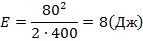 E = 80² / (2 · 400) = 8(Дж)